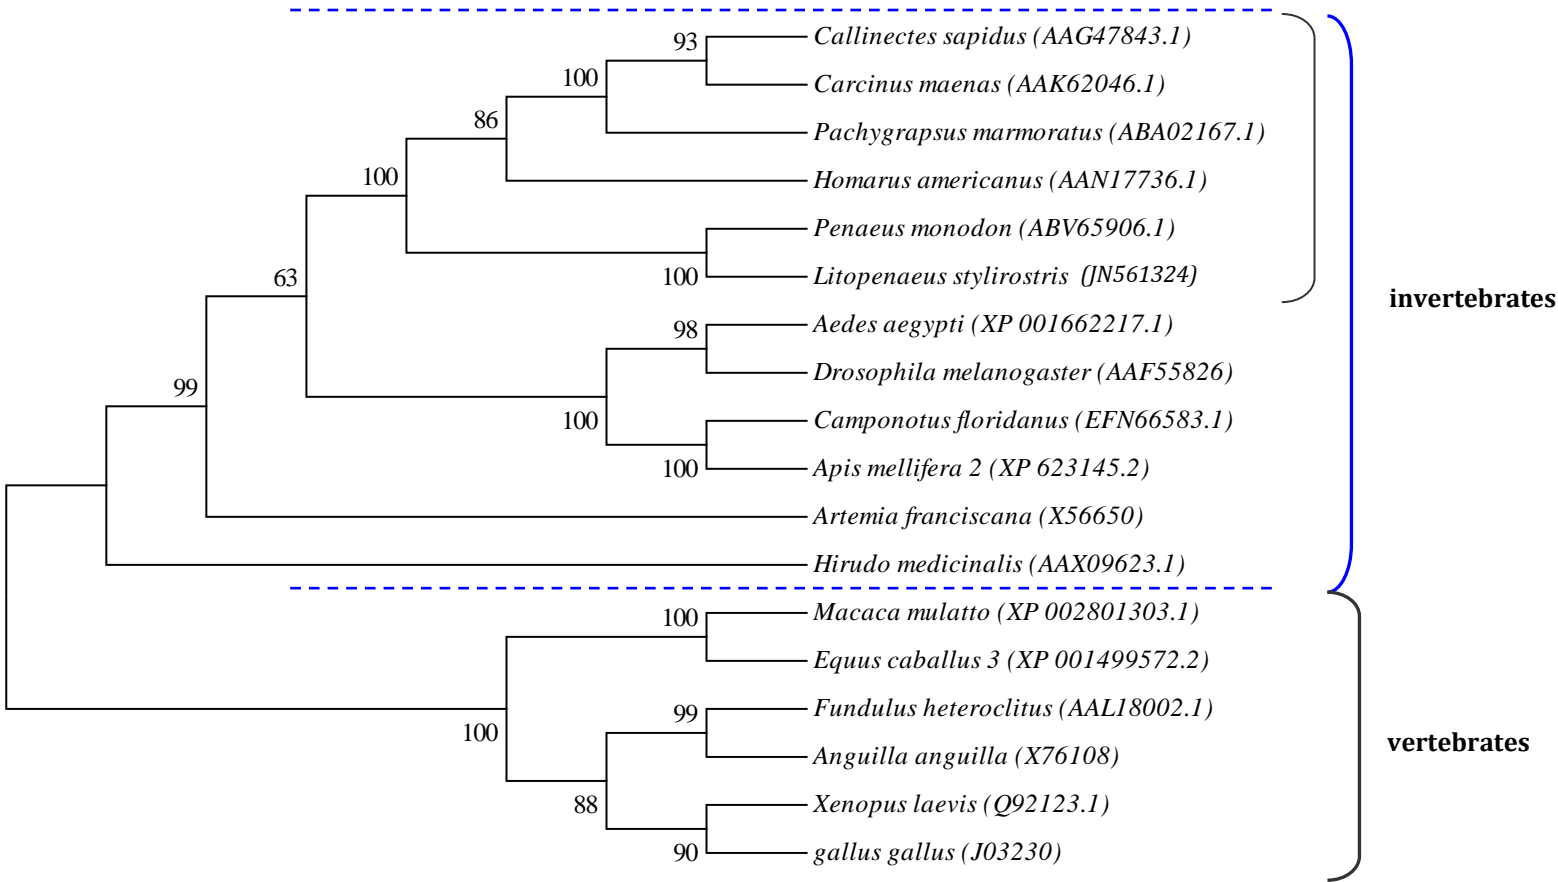 93
Callinectes sapidus (AAG47843.1)
100
Carcinus maenas (AAK62046.1)
86
Pachygrapsus marmoratus (ABA02167.1)
100
Homarus americanus (AAN17736.1)
Penaeus monodon (ABV65906.1)
63
100
Litopenaeus stylirostris (JN561324)
invertebrates
98
Aedes aegypti (XP 001662217.1)
99
Drosophila melanogaster (AAF55826)
100
Camponotus floridanus (EFN66583.1)
100
Apis mellifera 2 (XP 623145.2)
Artemia franciscana (X56650)
Hirudo medicinalis (AAX09623.1)
100
Macaca mulatto (XP 002801303.1)
Equus caballus 3 (XP 001499572.2)
99
Fundulus heteroclitus (AAL18002.1)
100
vertebrates
Anguilla anguilla (X76108)
88
Xenopus laevis (Q92123.1)
90
gallus gallus (J03230)